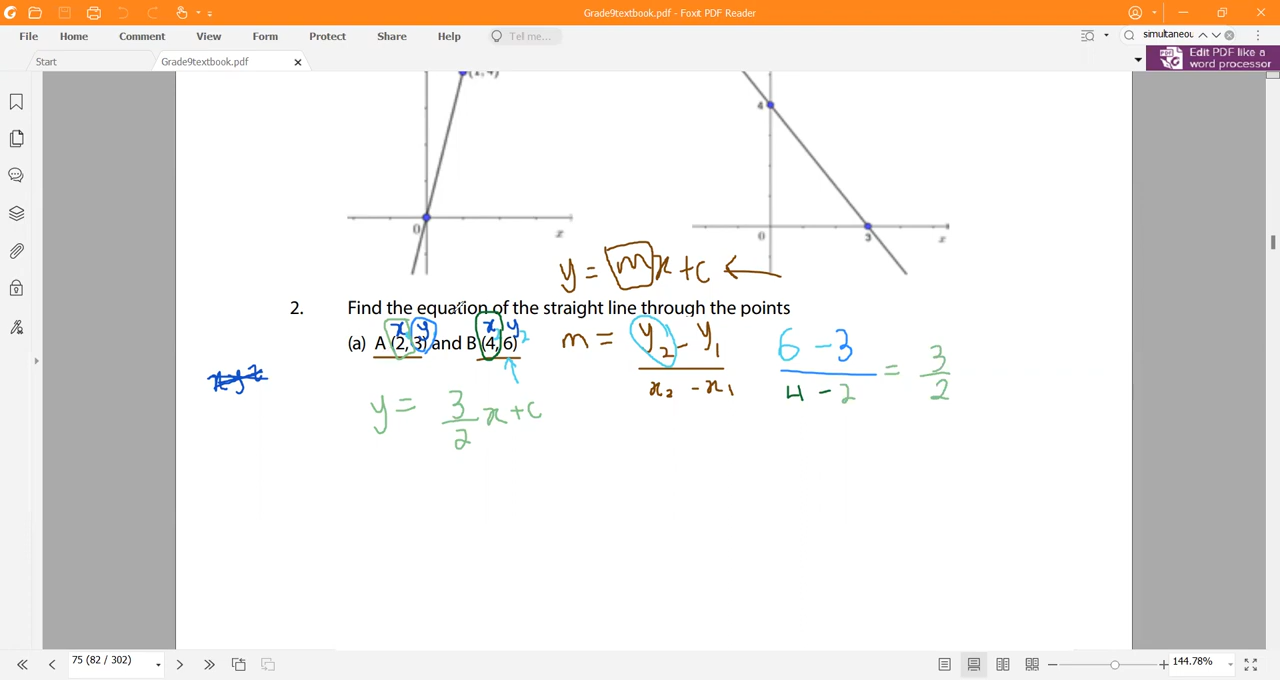 Grade9textbook.pdf - Foxit PDF Reader
File Home Comment View Form Protect Share Help Tell me... simultaneou
Start Grade9textbook.pdf Edit PDF like a word processor
4
0 x 0 3 x
y = mx + c
2. Find the equation of the straight line through the points
x y x y2
(a) A (2, 3) and B (4, 6) m = y2 - y1 / x2 - x1 6 - 3 / 4 - 2 = 3/2
y = 3/2 x + c
75 (82 / 302) 144.78%